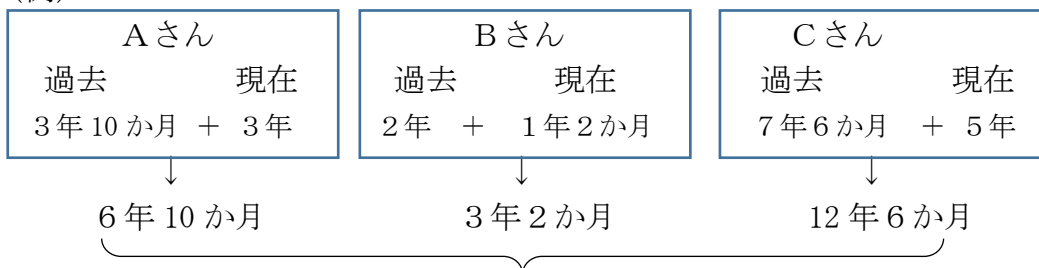 Aさん Bさん Cさん
過去 現在 過去 現在 過去 現在
3年10か月 + 3年 2年 + 1年2か月 7年6か月 + 5年
↓ ↓ ↓
6年10か月 3年2か月 12年6か月